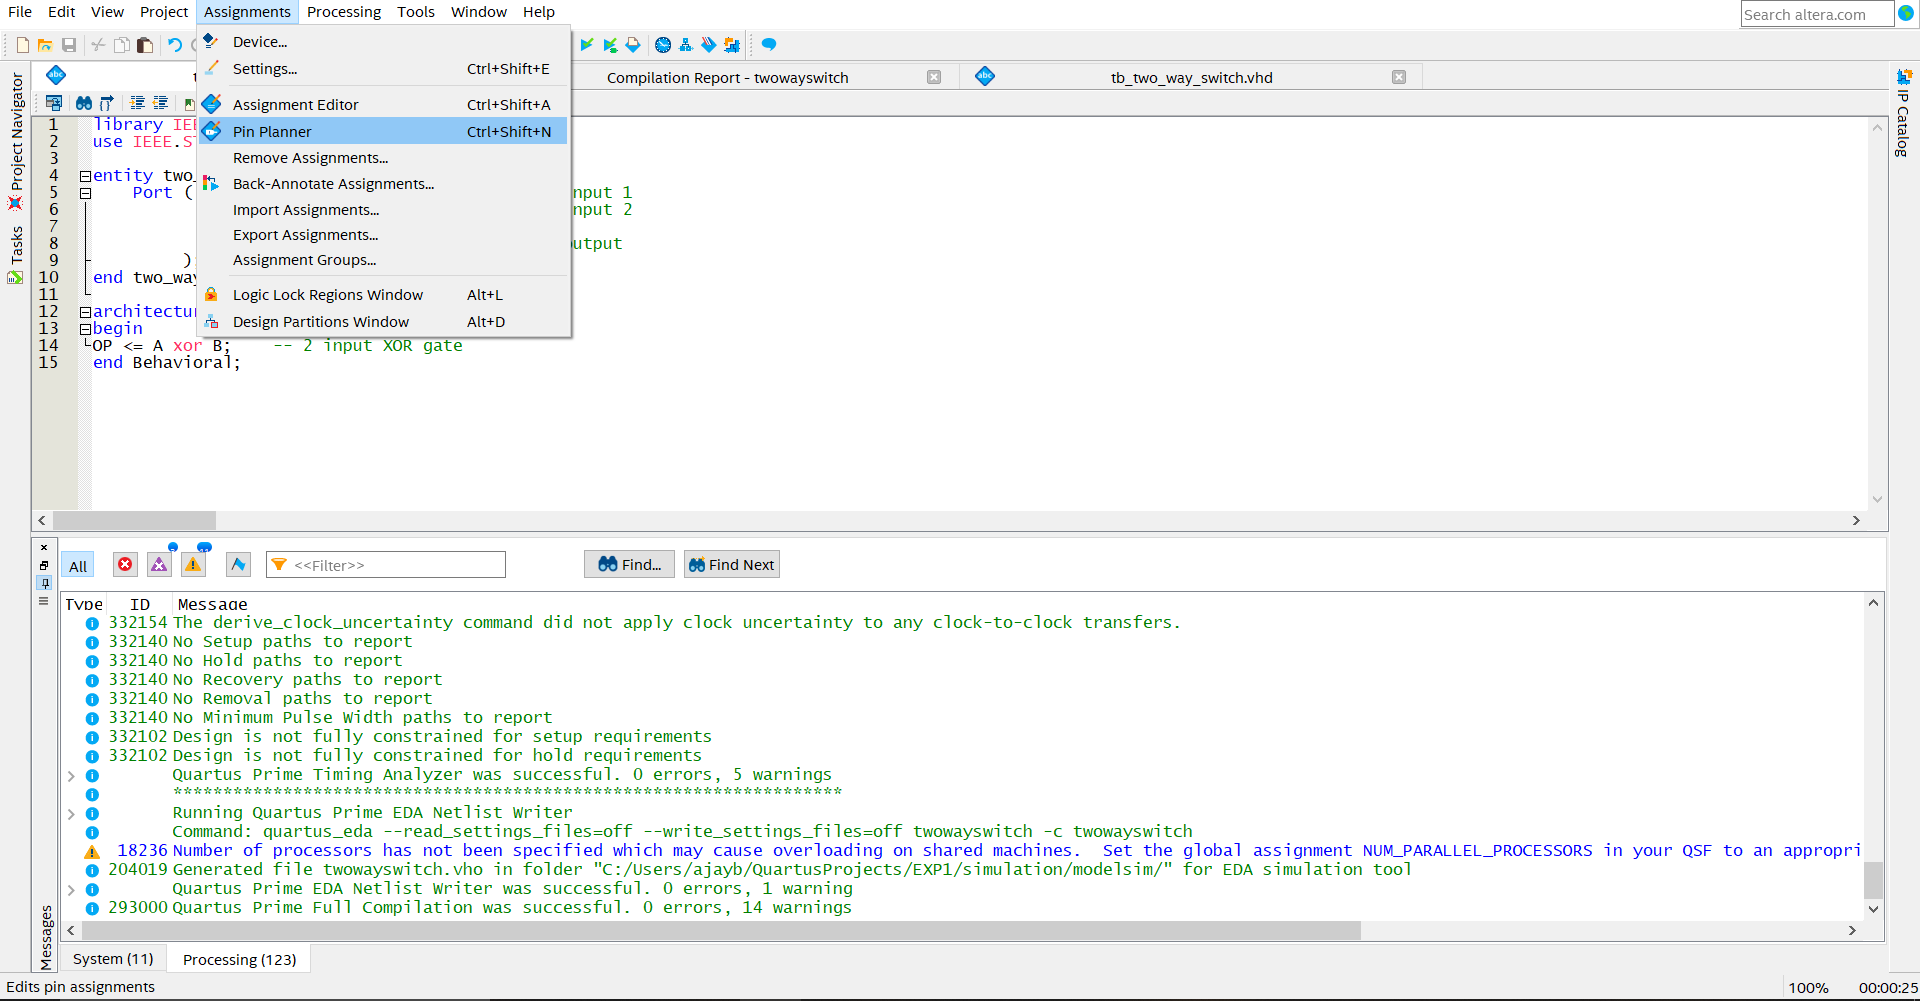 File Edit View Project Assignments Processing Tools Window Help
Search altera.com
Device...
Settings... Ctrl+Shift+E
Assignment Editor Ctrl+Shift+A
Pin Planner Ctrl+Shift+N
Remove Assignments...
Back-Annotate Assignments...
Import Assignments...
Export Assignments...
Assignment Groups...
Logic Lock Regions Window Alt+L
Design Partitions Window Alt+D
Compilation Report - twowayswitch
tb_two_way_switch.vhd
Project Navigator
Tasks
IP Catalog
1 library IEE
2 use IEEE.S
3
4 entity two_
5 Port ( nput 1
6 nput 2
7
8 utput
9 )
10 end two_way
11
12 architectur
13 begin
14 OP <= A xor B; -- 2 input XOR gate
15 end Behavioral;
All <<Filter>> Find... Find Next
Type ID Message
332154 The derive_clock_uncertainty command did not apply clock uncertainty to any clock-to-clock transfers.
332140 No Setup paths to report
332140 No Hold paths to report
332140 No Recovery paths to report
332140 No Removal paths to report
332140 No Minimum Pulse Width paths to report
332102 Design is not fully constrained for setup requirements
332102 Design is not fully constrained for hold requirements
Quartus Prime Timing Analyzer was successful. 0 errors, 5 warnings
*******************************************************************
Running Quartus Prime EDA Netlist Writer
Command: quartus_eda --read_settings_files=off --write_settings_files=off twowayswitch -c twowayswitch
18236 Number of processors has not been specified which may cause overloading on shared machines.  Set the global assignment NUM_PARALLEL_PROCESSORS in your QSF to an appropri
204019 Generated file twowayswitch.vho in folder "C:/Users/ajayb/QuartusProjects/EXP1/simulation/modelsim/" for EDA simulation tool
Quartus Prime EDA Netlist Writer was successful. 0 errors, 1 warning
293000 Quartus Prime Full Compilation was successful. 0 errors, 14 warnings
Messages
System (11) Processing (123)
Edits pin assignments
100% 00:00:25